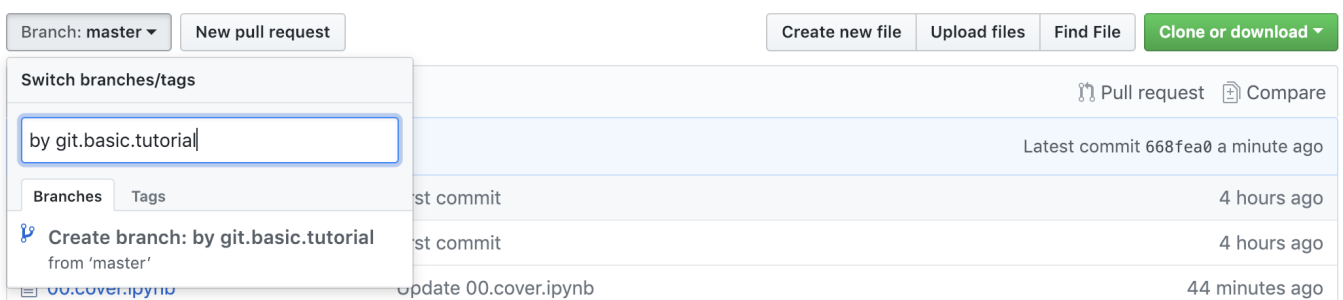 Branch: master New pull request Create new file Upload files Find File Clone or download
Switch branches/tags
Pull request Compare
by git.basic.tutorial
Latest commit 668fea0 a minute ago
Branches Tags
rst commit 4 hours ago
Create branch: by git.basic.tutorial
rst commit 4 hours ago
from ‘master’
00.cover.ipynb Update 00.cover.ipynb 44 minutes ago